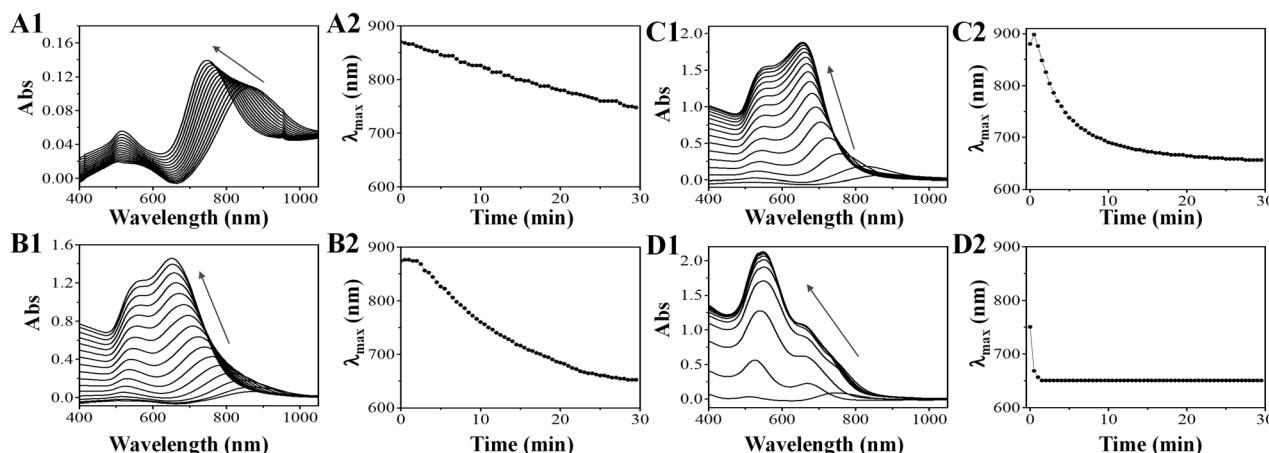 A1
0.16
0.12
0.08
0.04
0.00
Abs
400 600 800 1000
Wavelength (nm)
A2
900
800
700
600
λmax (nm)
0 10 20 30
Time (min)
C1
2.0
1.5
1.0
0.5
0.0
Abs
400 600 800 1000
Wavelength (nm)
C2
900
800
700
600
λmax (nm)
0 10 20 30
Time (min)
B1
1.6
1.2
0.8
0.4
0.0
Abs
400 600 800 1000
Wavelength (nm)
B2
900
800
700
600
λmax (nm)
0 10 20 30
Time (min)
D1
2.0
1.5
1.0
0.5
0.0
Abs
400 600 800 1000
Wavelength (nm)
D2
900
800
700
600
λmax (nm)
0 10 20 30
Time (min)